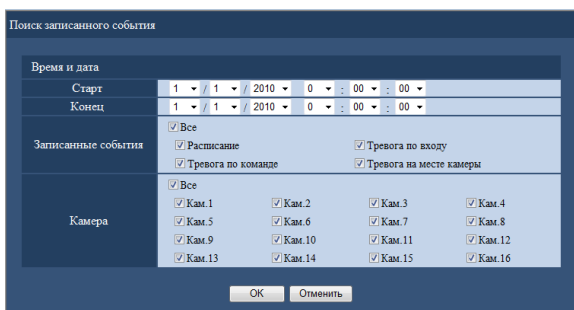 Поиск записанного события
Время и дата
Старт 1 / 1 / 2010 0 : 00 : 00
Конец 1 / 1 / 2010 0 : 00 : 00
Все
Записанные события Расписание Тревога по входу
Тревога по команде Тревога на месте камеры
Все
Кам.1 Кам.2 Кам.3 Кам.4
Камера Кам.5 Кам.6 Кам.7 Кам.8
Кам.9 Кам.10 Кам.11 Кам.12
Кам.13 Кам.14 Кам.15 Кам.16
OK Отменить